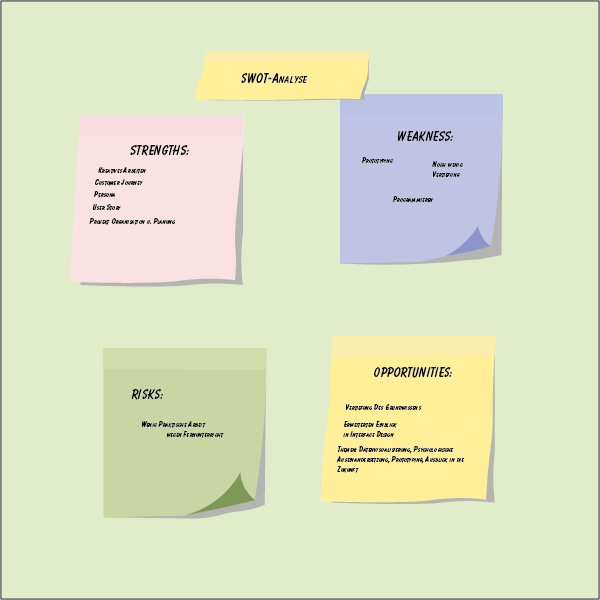 SWOT-Analyse
STRENGTHS:
Kreatives Arbeiten
Customer Journey
Persona
User Story
Projekt Organisation u. Planung
WEAKNESS:
Prototyping
Noch wenig
Vertiefung
Programmieren
RISKS:
Wenig Praktische Arbeit
wegen Fernunterricht
OPPORTUNITIES:
Vertiefung Des Grundwissens
Erweiterten Einblick
in Interface Design
Themen: Datenvisualisierung, Psychologische
Auseinandersetzung, Prototyping, Ausblick in die
Zukunft